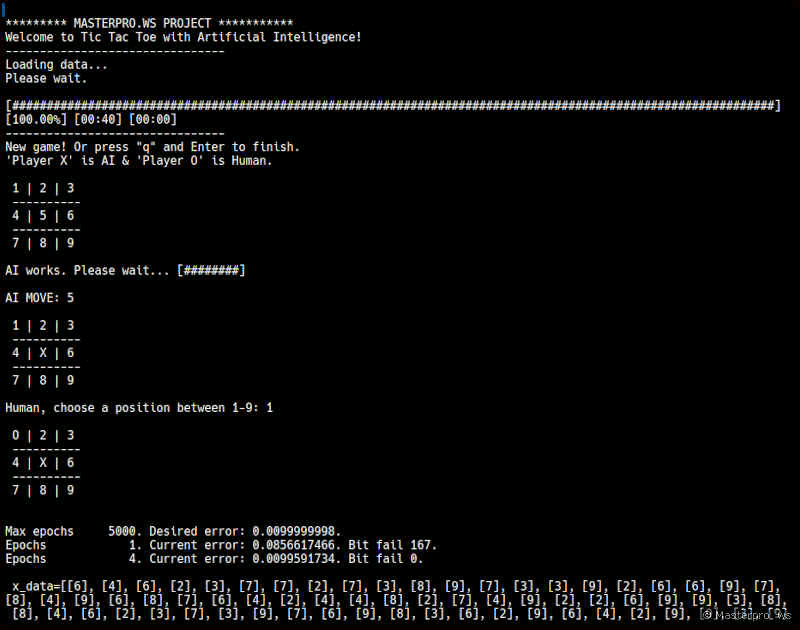 ********* MASTERPRO.WS PROJECT ***********
Welcome to Tic Tac Toe with Artificial Intelligence!
--------------------------------
Loading data...
Please wait.
[###############################################################################################################]
[100.00%] [00:40] [00:00]
--------------------------------
New game! Or press "q" and Enter to finish.
'Player X' is AI & 'Player O' is Human.
1 | 2 | 3
----------
4 | 5 | 6
----------
7 | 8 | 9
AI works. Please wait... [########]
AI MOVE: 5
1 | 2 | 3
----------
4 | X | 6
----------
7 | 8 | 9
Human, choose a position between 1-9: 1
O | 2 | 3
----------
4 | X | 6
----------
7 | 8 | 9
Max epochs     5000. Desired error: 0.0099999998.
Epochs            1. Current error: 0.0856617466. Bit fail 167.
Epochs            4. Current error: 0.0099591734. Bit fail 0.
x_data=[[6], [4], [6], [2], [3], [7], [7], [2], [7], [3], [8], [9], [7], [3], [3], [9], [2], [6], [6], [9], [7],
[8], [4], [9], [6], [8], [7], [6], [4], [2], [4], [4], [8], [2], [7], [4], [9], [2], [2], [6], [9], [9], [3], [8],
[8], [4], [6], [2], [3], [7], [3], [9], [7], [6], [9], [8], [3], [6], [2], [9], [6], [4], [2], [9],
© Masterpro.Ws